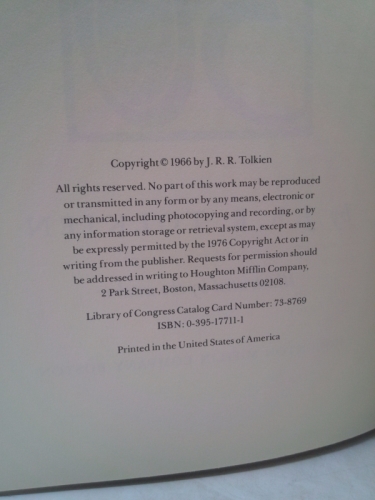 Copyright © 1966 by J. R. R. Tolkien
All rights reserved. No part of this work may be reproduced
or transmitted in any form or by any means, electronic or
mechanical, including photocopying and recording, or by
any information storage or retrieval system, except as may
be expressly permitted by the 1976 Copyright Act or in
writing from the publisher. Requests for permission should
be addressed in writing to Houghton Mifflin Company,
2 Park Street, Boston, Massachusetts 02108.
Library of Congress Catalog Card Number: 73-8769
ISBN: 0-395-17711-1
Printed in the United States of America